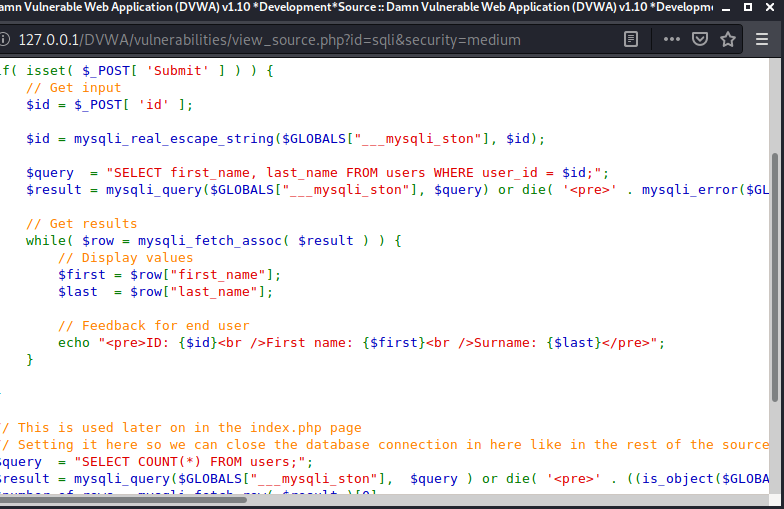 Damn Vulnerable Web Application (DVWA) v1.10 *Development*Source :: Damn Vulnerable Web Application (DVWA) v1.10 *Developm
127.0.0.1/DVWA/vulnerabilities/view_source.php?id=sqli&security=medium
if( isset( $_POST[ 'Submit' ] ) ) {
    // Get input
    $id = $_POST[ 'id' ];
    $id = mysqli_real_escape_string($GLOBALS["___mysqli_ston"], $id);
    $query  = "SELECT first_name, last_name FROM users WHERE user_id = $id;";
    $result = mysqli_query($GLOBALS["___mysqli_ston"], $query) or die( '<pre>' . mysqli_error($GL
    // Get results
    while( $row = mysqli_fetch_assoc( $result ) ) {
        // Display values
        $first = $row["first_name"];
        $last  = $row["last_name"];
        // Feedback for end user
        echo "<pre>ID: {$id}<br />First name: {$first}<br />Surname: {$last}</pre>";
    }
}
// This is used later on in the index.php page
// Setting it here so we can close the database connection in here like in the rest of the source
$query  = "SELECT COUNT(*) FROM users;";
$result = mysqli_query($GLOBALS["___mysqli_ston"],  $query ) or die( '<pre>' . ((is_object($GLOBA
$number_of_rows = mysqli_fetch_row( $result )[0]